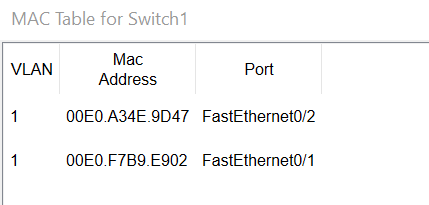 MAC Table for Switch1
VLAN Mac Address Port
1 00E0.A34E.9D47 FastEthernet0/2
1 00E0.F7B9.E902 FastEthernet0/1